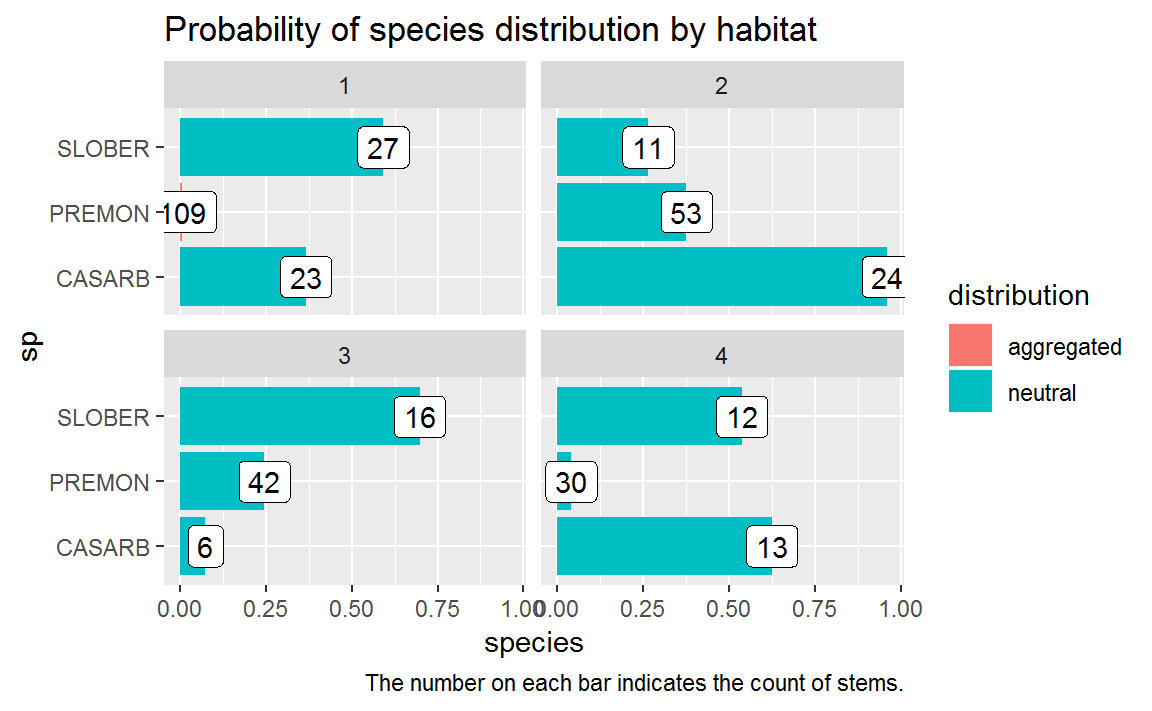 Probability of species distribution by habitat
1
2
SLOBER
27
11
PREMON
109
53
CASARB
23
24
sp
3
4
SLOBER
16
12
PREMON
42
30
CASARB
6
13
0.00 0.25 0.50 0.75 1.00
0.00 0.25 0.50 0.75 1.00
species
The number on each bar indicates the count of stems.
distribution
aggregated
neutral